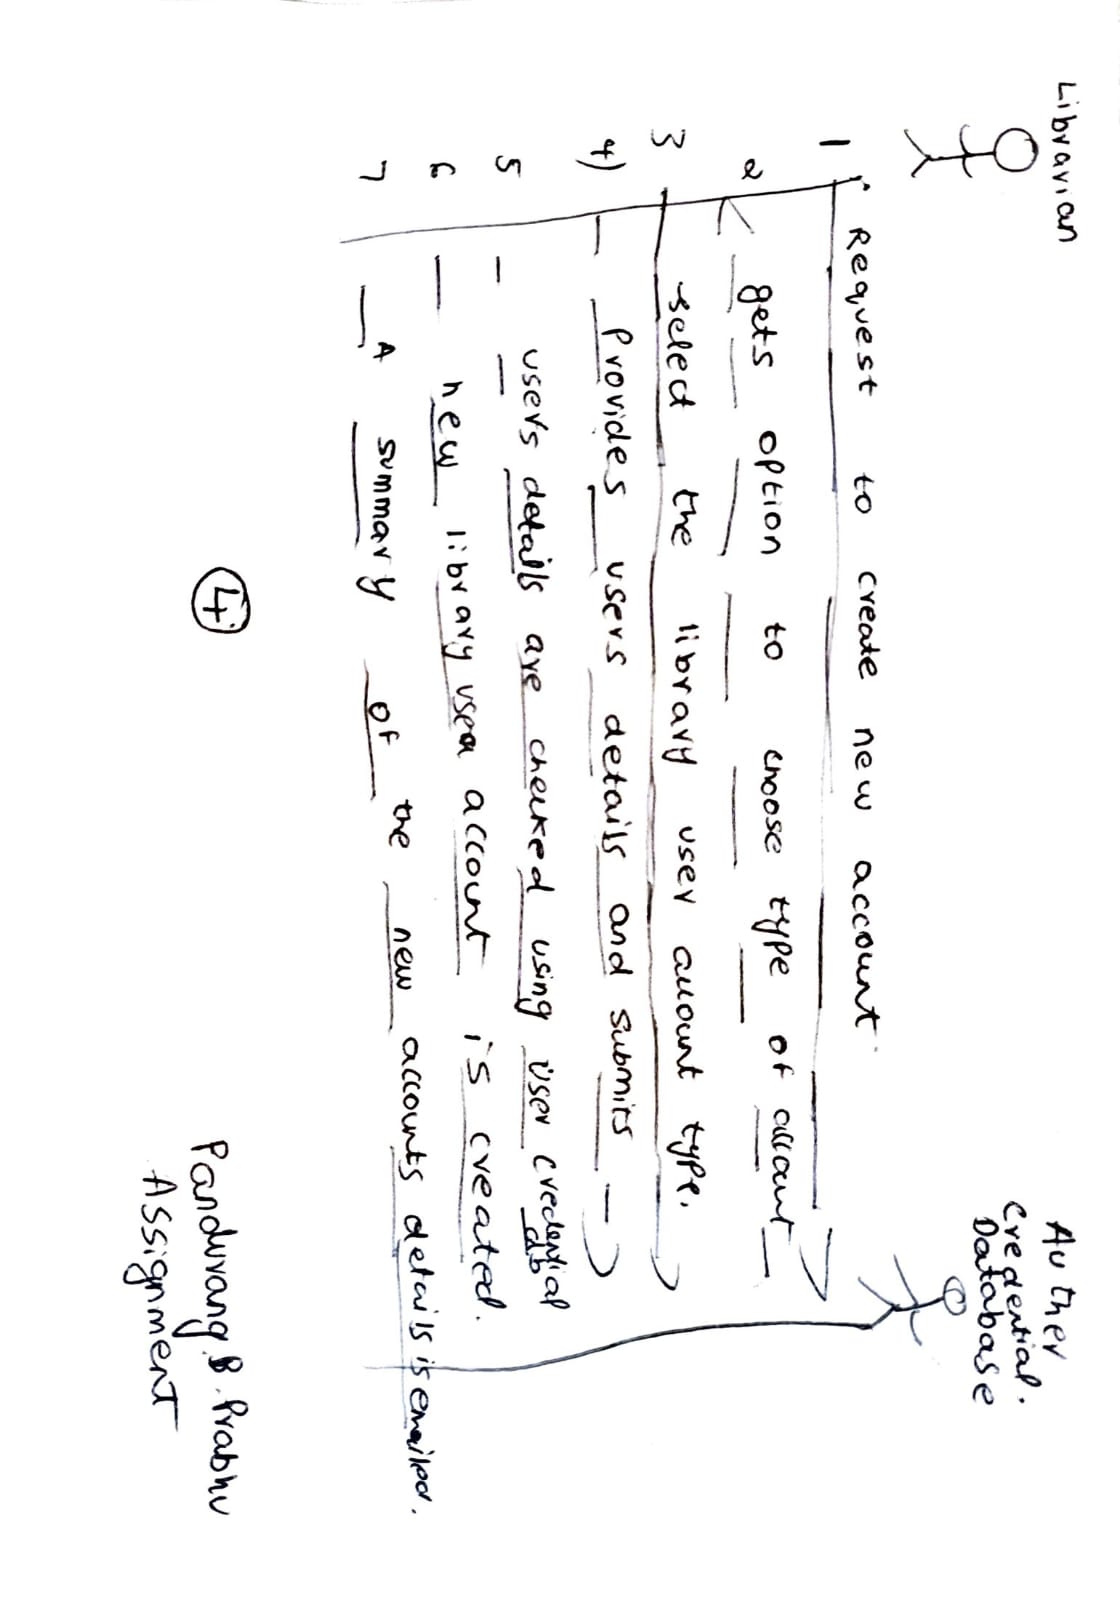 Librarian
Auther
Credential.
Database
1 Request to create new account
2 gets option to choose type of account
3 select the library user account type.
4) Provides users details and submits
5 users details are checked using user credential
db
6 new library user account is created.
7 A summary of the new accounts details is emailed.
4
Pandurang B. Prabhu
Assignment